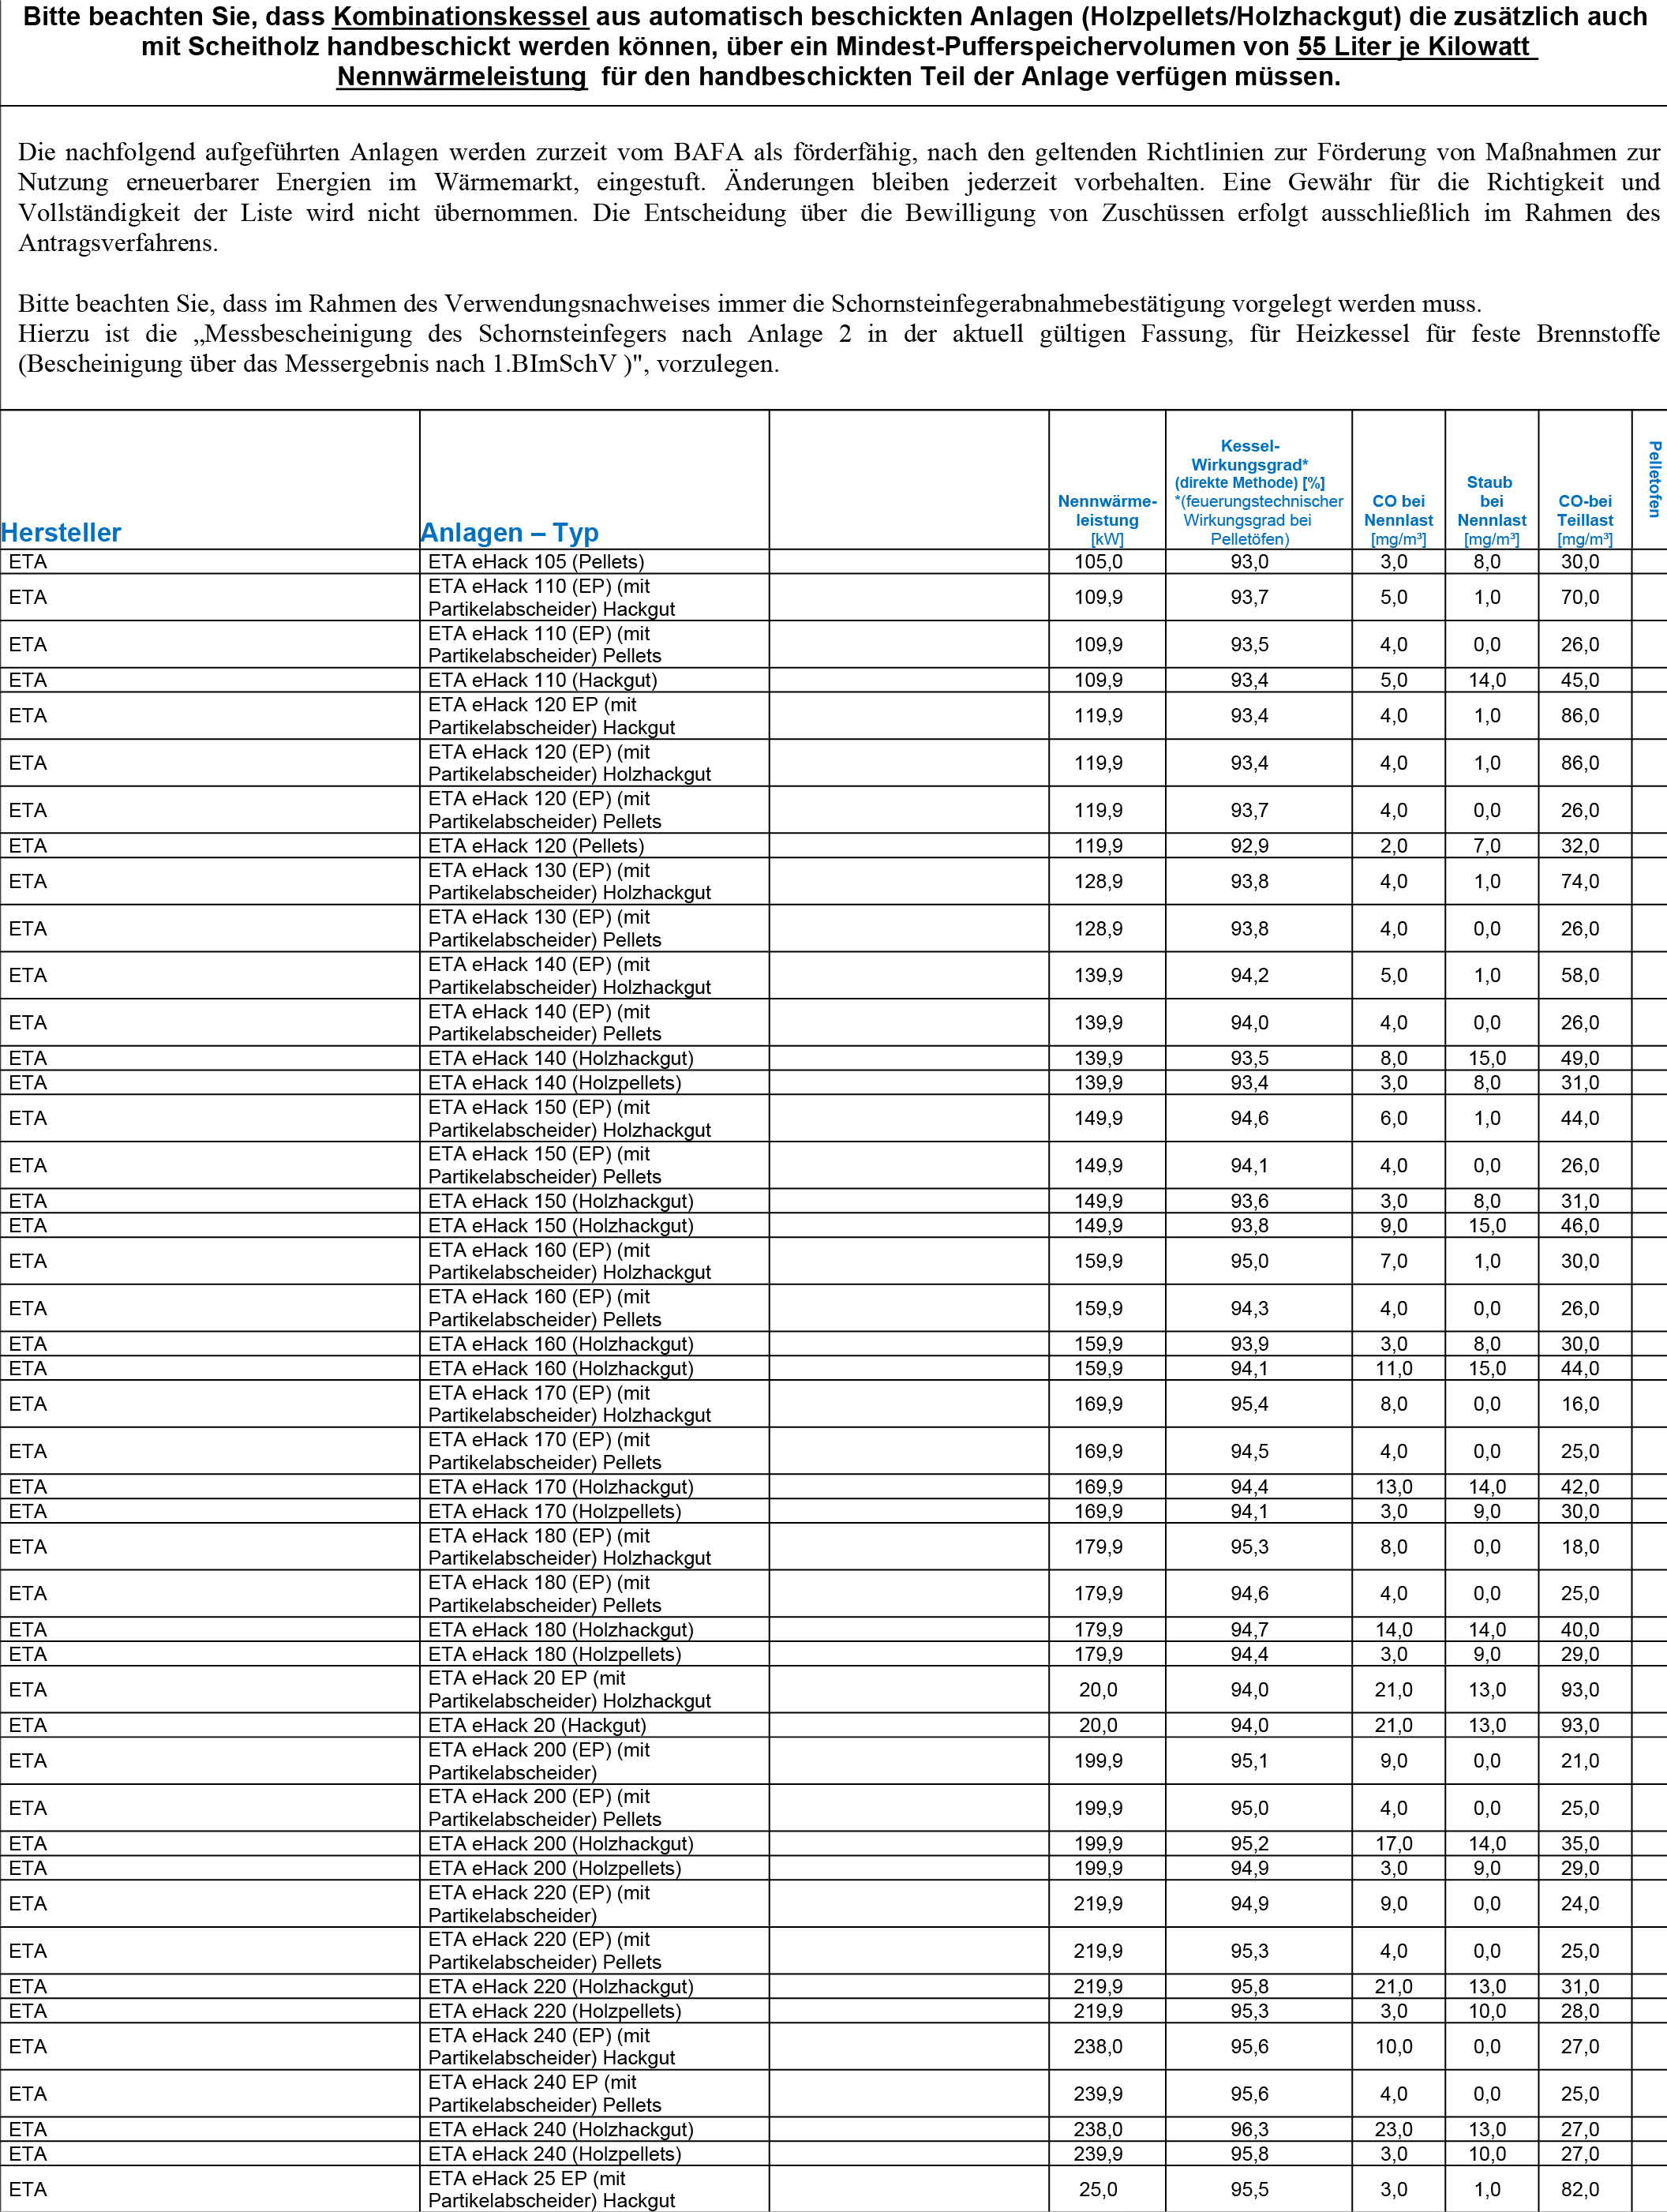 Bitte beachten Sie, dass Kombinationskessel aus automatisch beschickten Anlagen (Holzpellets/Holzhackgut) die zusätzlich auch
mit Scheitholz handbeschickt werden können, über ein Mindest-Pufferspeichervolumen von 55 Liter je Kilowatt
Nennwärmeleistung für den handbeschickten Teil der Anlage verfügen müssen.
Die nachfolgend aufgeführten Anlagen werden zurzeit vom BAFA als förderfähig, nach den geltenden Richtlinien zur Förderung von Maßnahmen zur
Nutzung erneuerbarer Energien im Wärmemarkt, eingestuft. Änderungen bleiben jederzeit vorbehalten. Eine Gewähr für die Richtigkeit und
Vollständigkeit der Liste wird nicht übernommen. Die Entscheidung über die Bewilligung von Zuschüssen erfolgt ausschließlich im Rahmen des
Antragsverfahrens.
Bitte beachten Sie, dass im Rahmen des Verwendungsnachweises immer die Schornsteinfegerabnahmebestätigung vorgelegt werden muss.
Hierzu ist die „Messbescheinigung des Schornsteinfegers nach Anlage 2 in der aktuell gültigen Fassung, für Heizkessel für feste Brennstoffe
(Bescheinigung über das Messergebnis nach 1.BImSchV )", vorzulegen.
Hersteller
Anlagen – Typ
Nennwärme-
leistung
[kW]
Kessel-
Wirkungsgrad*
(direkte Methode) [%]
*(feuerungstechnischer
Wirkungsgrad bei
Pelletöfen)
CO bei
Nennlast
[mg/m³]
Staub
bei
Nennlast
[mg/m³]
CO-bei
Teillast
[mg/m³]
Pelletofen
ETA ETA eHack 105 (Pellets) 105,0 93,0 3,0 8,0 30,0
ETA ETA eHack 110 (EP) (mit
Partikelabscheider) Hackgut 109,9 93,7 5,0 1,0 70,0
ETA ETA eHack 110 (EP) (mit
Partikelabscheider) Pellets 109,9 93,5 4,0 0,0 26,0
ETA ETA eHack 110 (Hackgut) 109,9 93,4 5,0 14,0 45,0
ETA ETA eHack 120 EP (mit
Partikelabscheider) Hackgut 119,9 93,4 4,0 1,0 86,0
ETA ETA eHack 120 (EP) (mit
Partikelabscheider) Holzhackgut 119,9 93,4 4,0 1,0 86,0
ETA ETA eHack 120 (EP) (mit
Partikelabscheider) Pellets 119,9 93,7 4,0 0,0 26,0
ETA ETA eHack 120 (Pellets) 119,9 92,9 2,0 7,0 32,0
ETA ETA eHack 130 (EP) (mit
Partikelabscheider) Holzhackgut 128,9 93,8 4,0 1,0 74,0
ETA ETA eHack 130 (EP) (mit
Partikelabscheider) Pellets 128,9 93,8 4,0 0,0 26,0
ETA ETA eHack 140 (EP) (mit
Partikelabscheider) Holzhackgut 139,9 94,2 5,0 1,0 58,0
ETA ETA eHack 140 (EP) (mit
Partikelabscheider) Pellets 139,9 94,0 4,0 0,0 26,0
ETA ETA eHack 140 (Holzhackgut) 139,9 93,5 8,0 15,0 49,0
ETA ETA eHack 140 (Holzpellets) 139,9 93,4 3,0 8,0 31,0
ETA ETA eHack 150 (EP) (mit
Partikelabscheider) Holzhackgut 149,9 94,6 6,0 1,0 44,0
ETA ETA eHack 150 (EP) (mit
Partikelabscheider) Pellets 149,9 94,1 4,0 0,0 26,0
ETA ETA eHack 150 (Holzhackgut) 149,9 93,6 3,0 8,0 31,0
ETA ETA eHack 150 (Holzhackgut) 149,9 93,8 9,0 15,0 46,0
ETA ETA eHack 160 (EP) (mit
Partikelabscheider) Holzhackgut 159,9 95,0 7,0 1,0 30,0
ETA ETA eHack 160 (EP) (mit
Partikelabscheider) Pellets 159,9 94,3 4,0 0,0 26,0
ETA ETA eHack 160 (Holzhackgut) 159,9 93,9 3,0 8,0 30,0
ETA ETA eHack 160 (Holzhackgut) 159,9 94,1 11,0 15,0 44,0
ETA ETA eHack 170 (EP) (mit
Partikelabscheider) Holzhackgut 169,9 95,4 8,0 0,0 16,0
ETA ETA eHack 170 (EP) (mit
Partikelabscheider) Pellets 169,9 94,5 4,0 0,0 25,0
ETA ETA eHack 170 (Holzhackgut) 169,9 94,4 13,0 14,0 42,0
ETA ETA eHack 170 (Holzpellets) 169,9 94,1 3,0 9,0 30,0
ETA ETA eHack 180 (EP) (mit
Partikelabscheider) Holzhackgut 179,9 95,3 8,0 0,0 18,0
ETA ETA eHack 180 (EP) (mit
Partikelabscheider) Pellets 179,9 94,6 4,0 0,0 25,0
ETA ETA eHack 180 (Holzhackgut) 179,9 94,7 14,0 14,0 40,0
ETA ETA eHack 180 (Holzpellets) 179,9 94,4 3,0 9,0 29,0
ETA ETA eHack 20 EP (mit
Partikelabscheider) Holzhackgut 20,0 94,0 21,0 13,0 93,0
ETA ETA eHack 20 (Hackgut) 20,0 94,0 21,0 13,0 93,0
ETA ETA eHack 200 (EP) (mit
Partikelabscheider) 199,9 95,1 9,0 0,0 21,0
ETA ETA eHack 200 (EP) (mit
Partikelabscheider) Pellets 199,9 95,0 4,0 0,0 25,0
ETA ETA eHack 200 (Holzhackgut) 199,9 95,2 17,0 14,0 35,0
ETA ETA eHack 200 (Holzpellets) 199,9 94,9 3,0 9,0 29,0
ETA ETA eHack 220 (EP) (mit
Partikelabscheider) 219,9 94,9 9,0 0,0 24,0
ETA ETA eHack 220 (EP) (mit
Partikelabscheider) Pellets 219,9 95,3 4,0 0,0 25,0
ETA ETA eHack 220 (Holzhackgut) 219,9 95,8 21,0 13,0 31,0
ETA ETA eHack 220 (Holzpellets) 219,9 95,3 3,0 10,0 28,0
ETA ETA eHack 240 (EP) (mit
Partikelabscheider) Hackgut 238,0 95,6 10,0 0,0 27,0
ETA ETA eHack 240 EP (mit
Partikelabscheider) Pellets 239,9 95,6 4,0 0,0 25,0
ETA ETA eHack 240 (Holzhackgut) 238,0 96,3 23,0 13,0 27,0
ETA ETA eHack 240 (Holzpellets) 239,9 95,8 3,0 10,0 27,0
ETA ETA eHack 25 EP (mit
Partikelabscheider) Hackgut 25,0 95,5 3,0 1,0 82,0